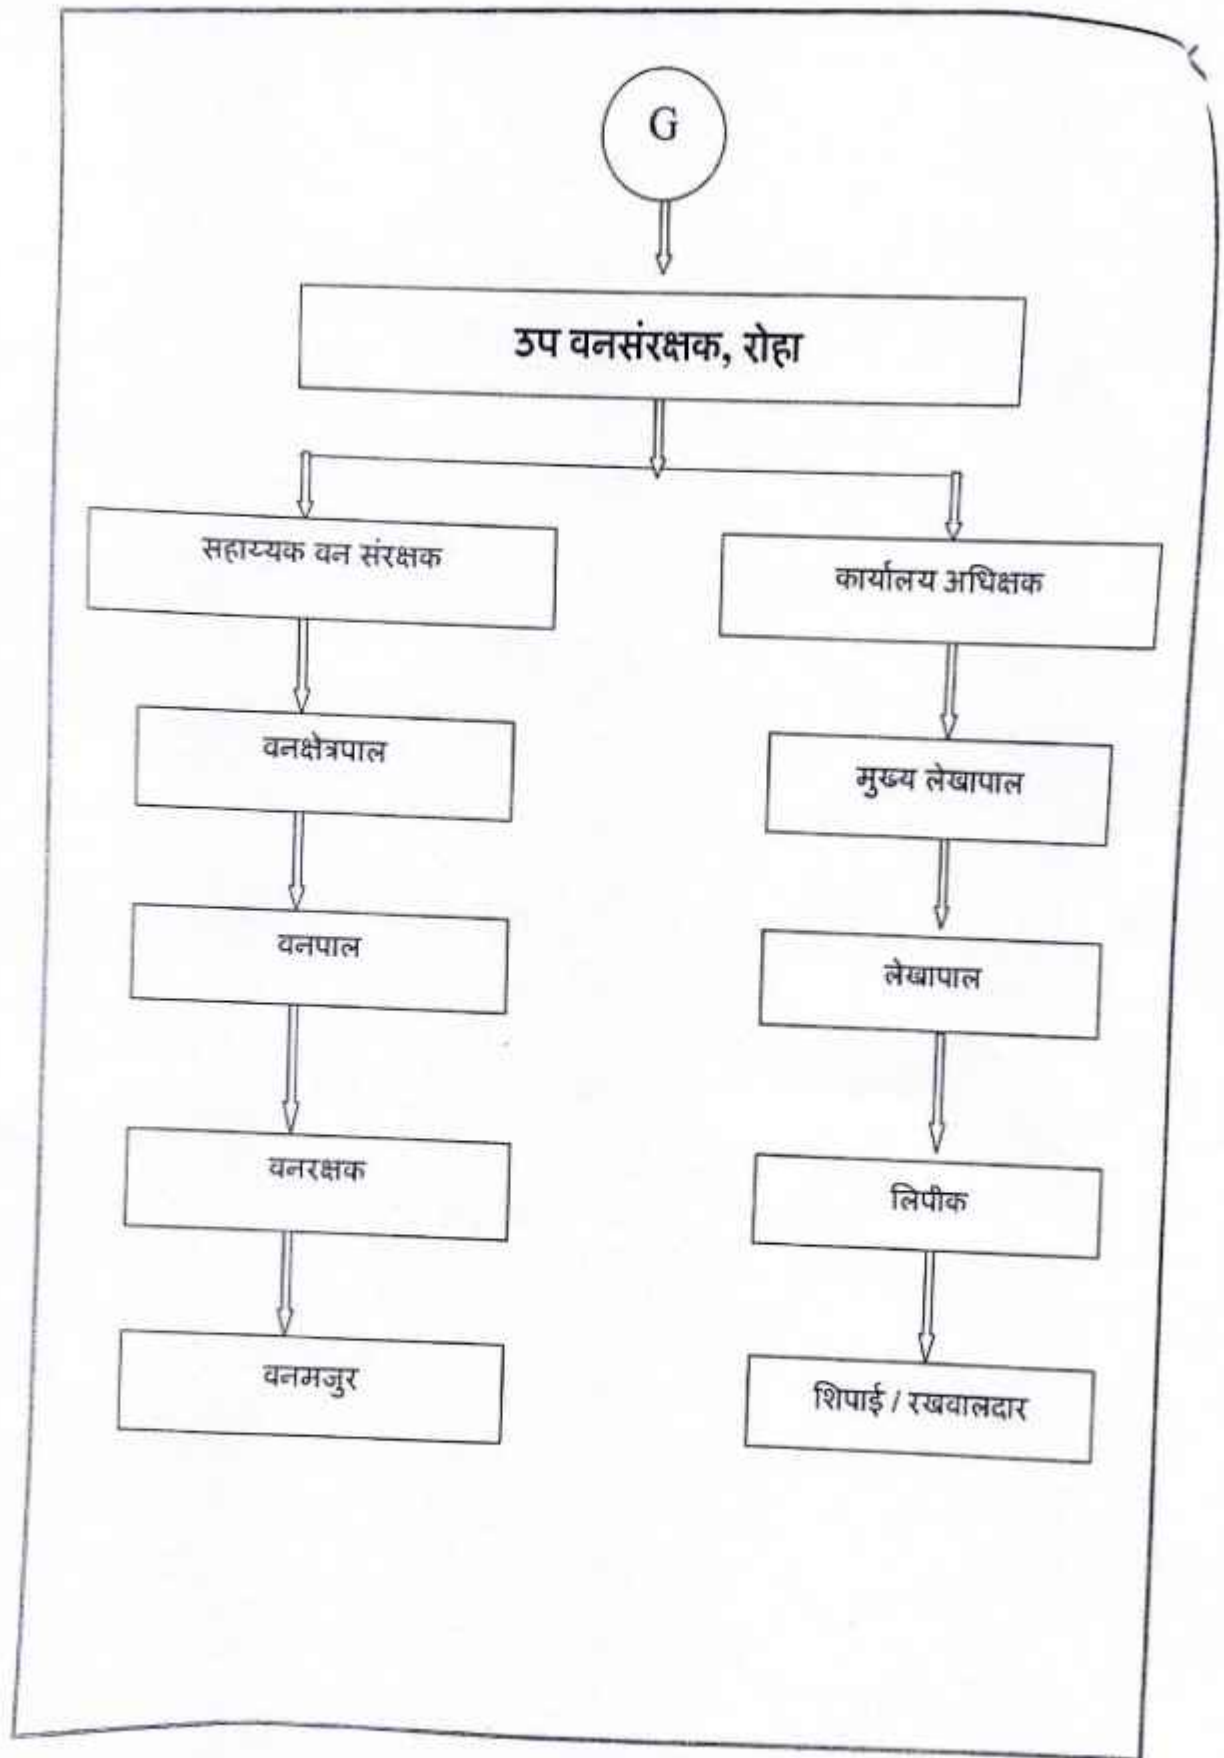 G
उप वनसंरक्षक, रोहा
सहाय्यक वन संरक्षक
कार्यालय अधिक्षक
वनक्षेत्रपाल
मुख्य लेखापाल
वनपाल
लेखापाल
वनरक्षक
लिपीक
वनमजुर
शिपाई / रखवालदार